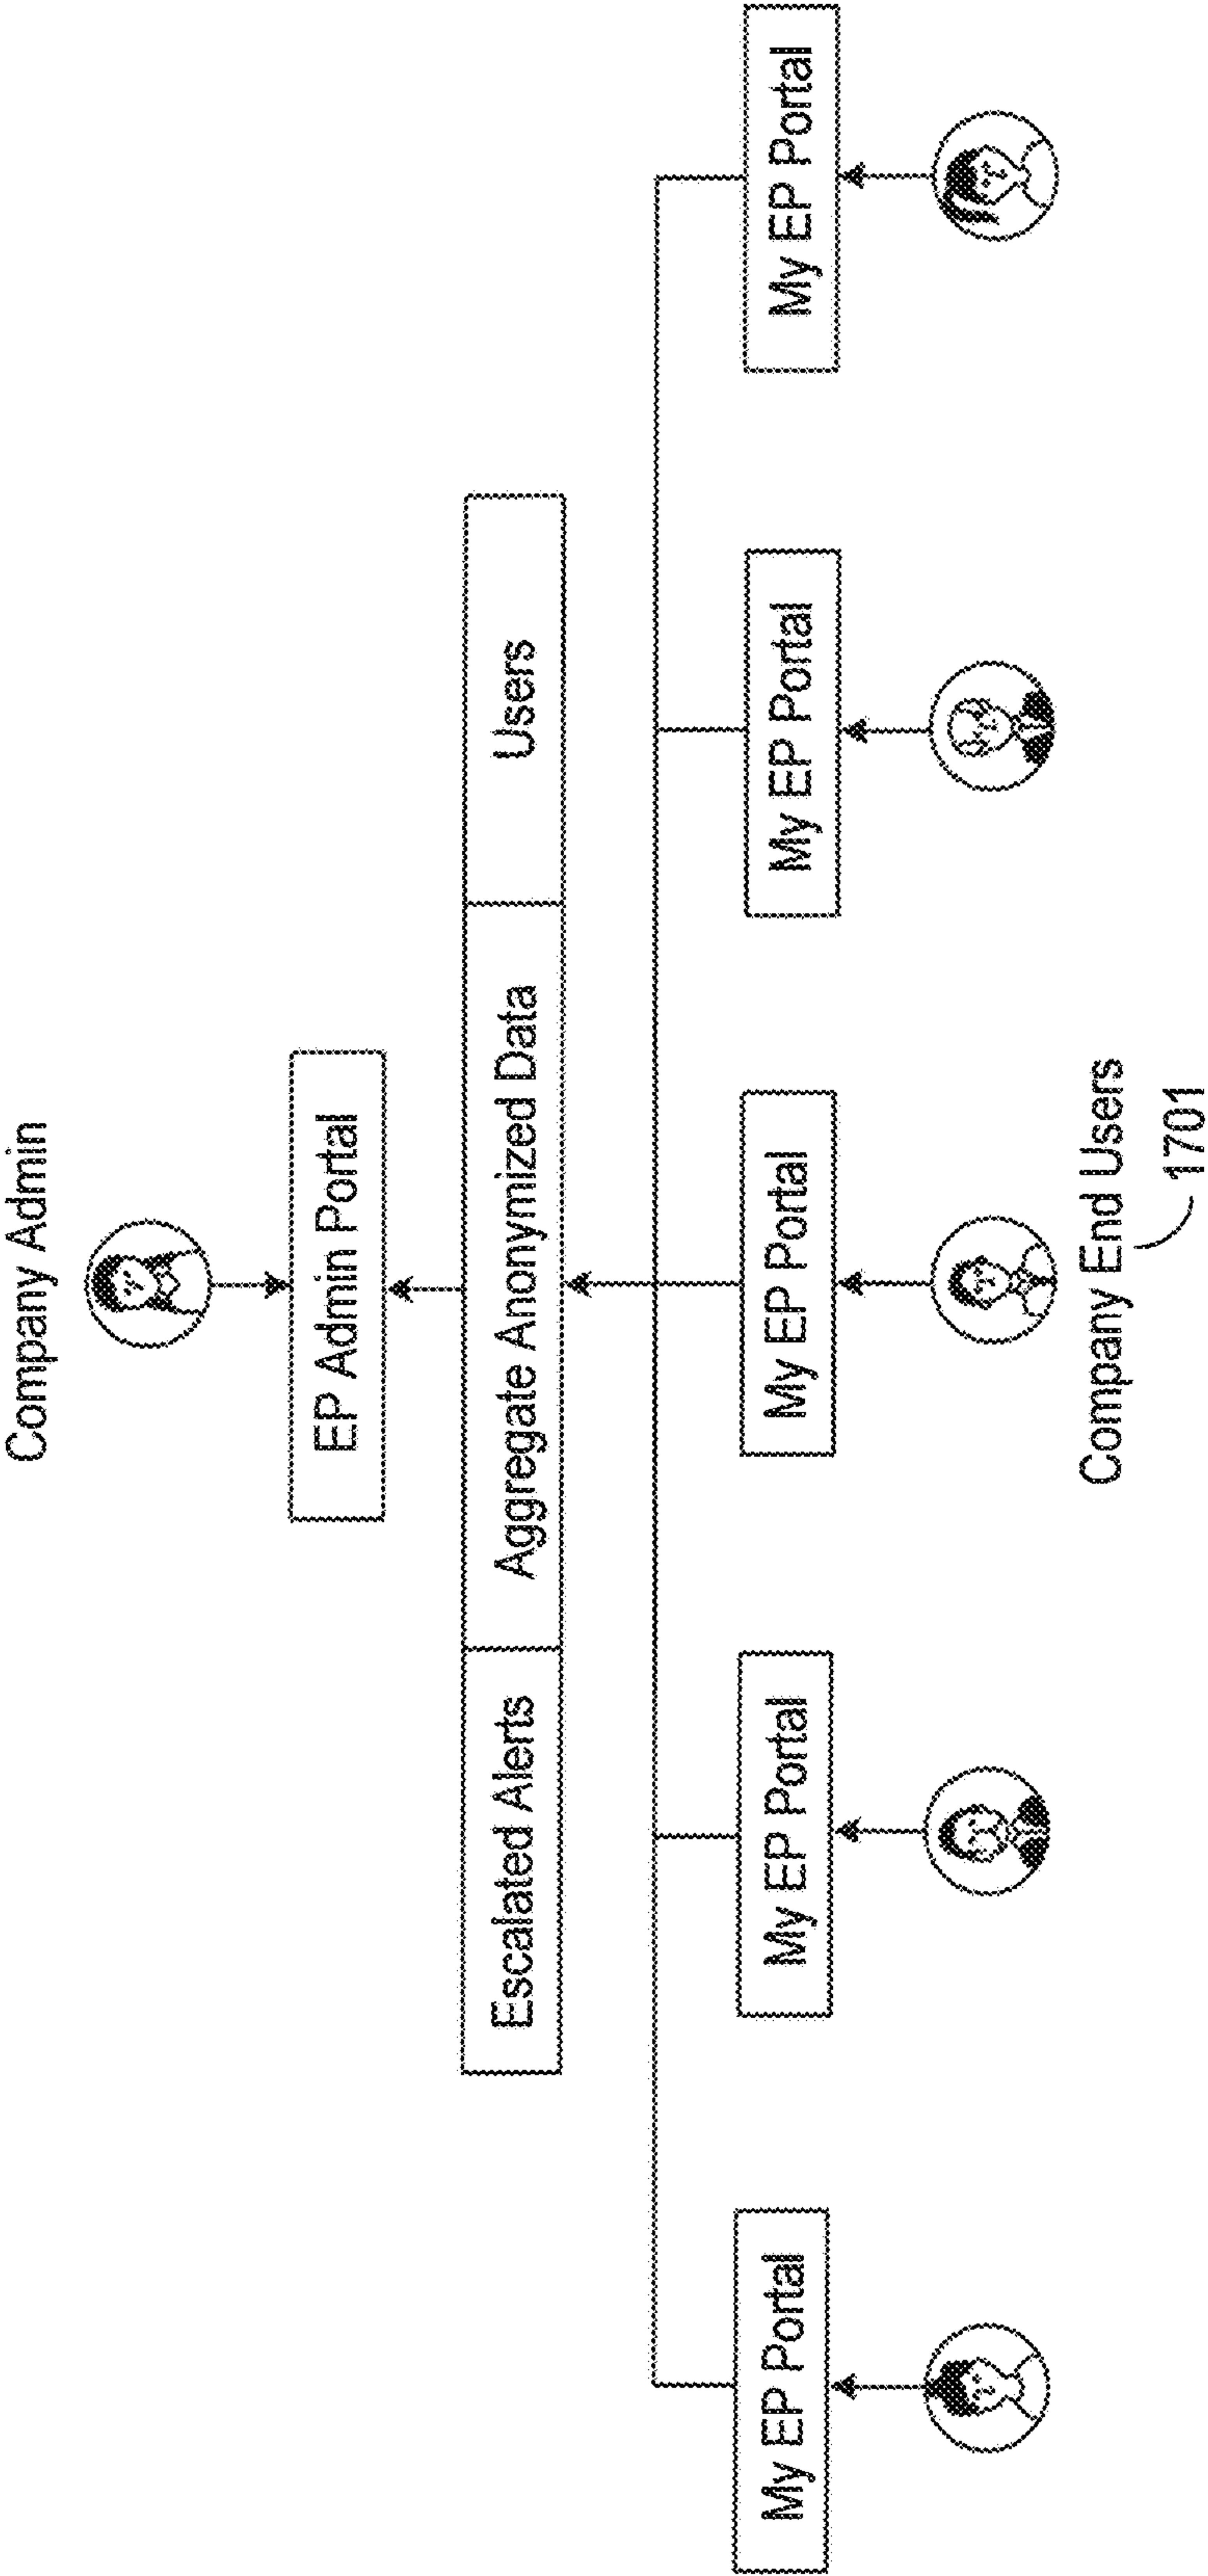 Company Admin
EP Admin Portal
Escalated Alerts
Aggregate Anonymized Data
Users
My EP Portal
My EP Portal
My EP Portal
My EP Portal
My EP Portal
Company End Users
1701